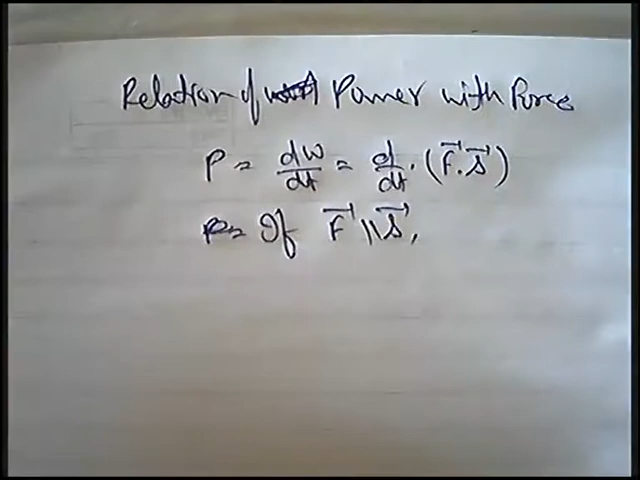 Relation of Power with Force
P = dW/dt = d/dt . (F⃗.S⃗)
If F⃗ || S⃗,